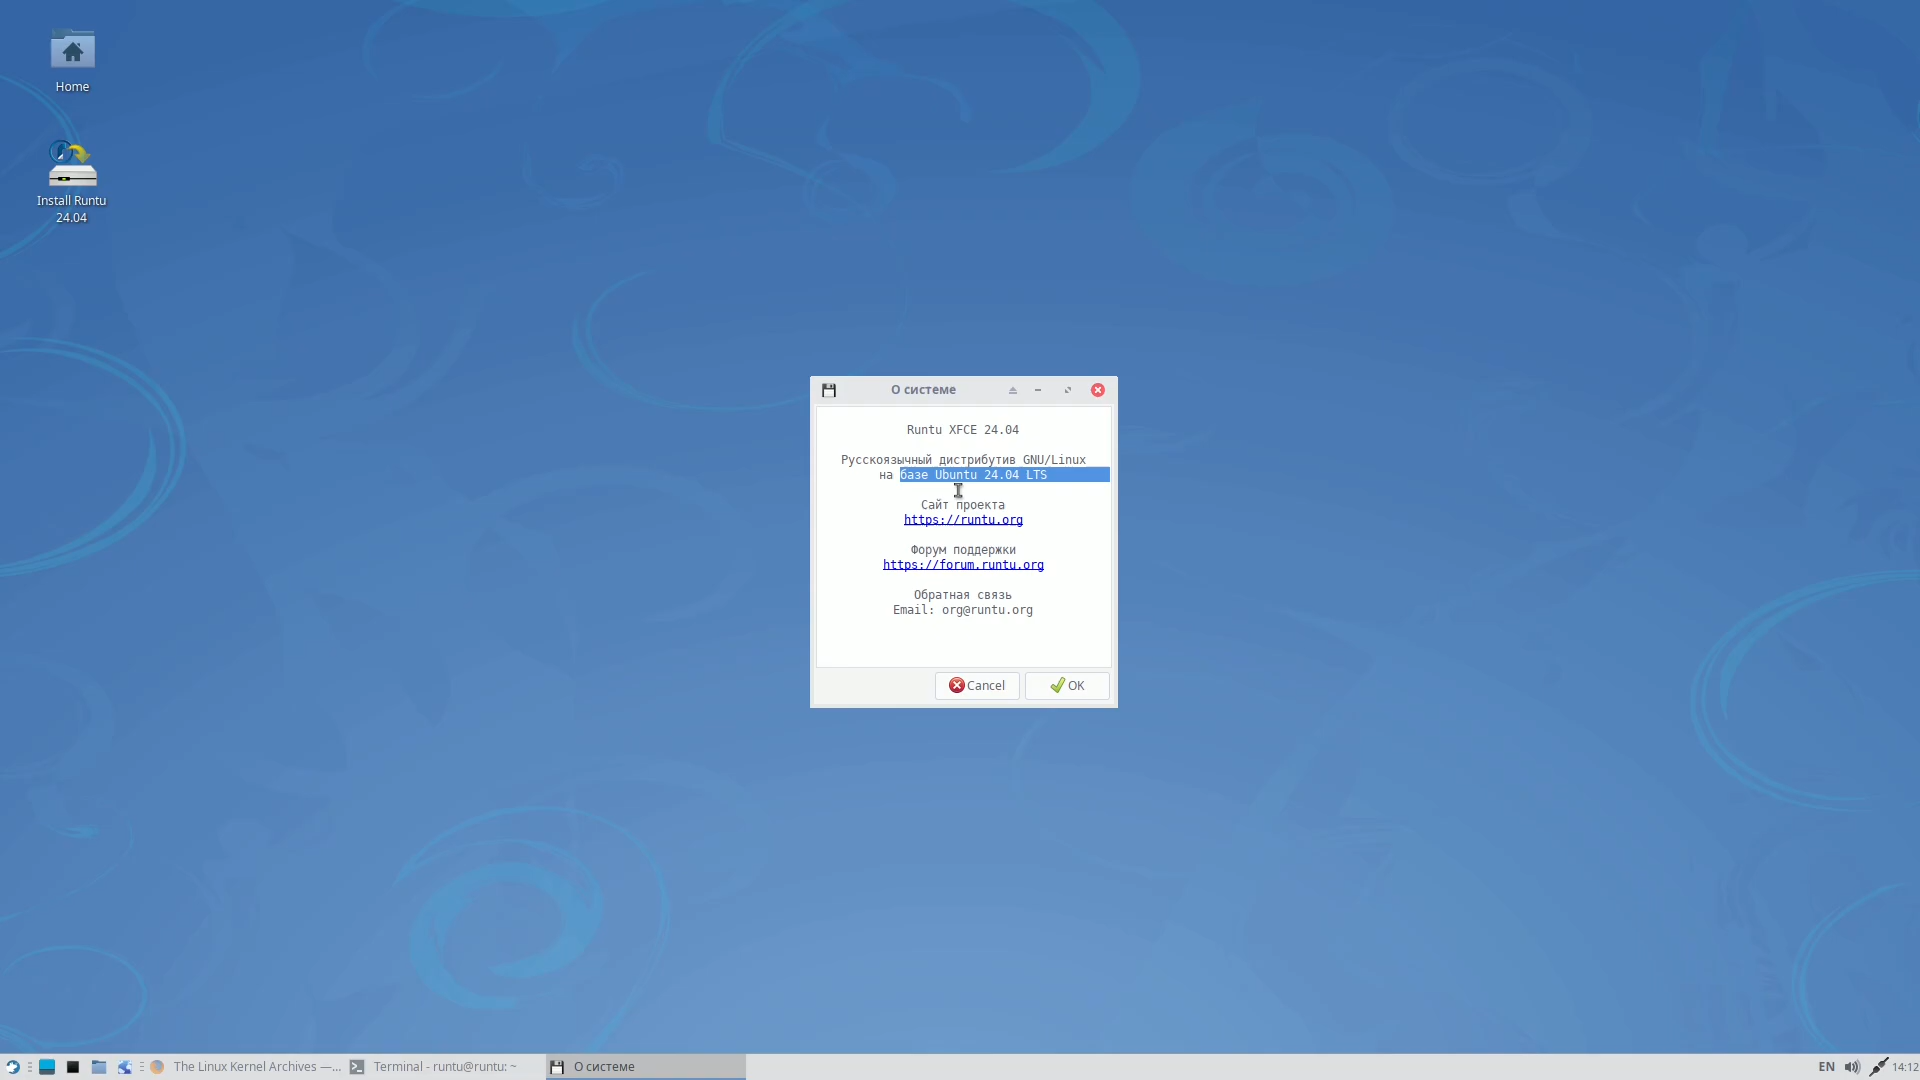 Home
Install Runtu
24.04
О системе
Runtu XFCE 24.04
Русскоязычный дистрибутив GNU/Linux
на базе Ubuntu 24.04 LTS
Сайт проекта
https://runtu.org
Форум поддержки
https://forum.runtu.org
Обратная связь
Email: org@runtu.org
Cancel
OK
The Linux Kernel Archives —...
Terminal - runtu@runtu: ~
О системе
EN
14:12